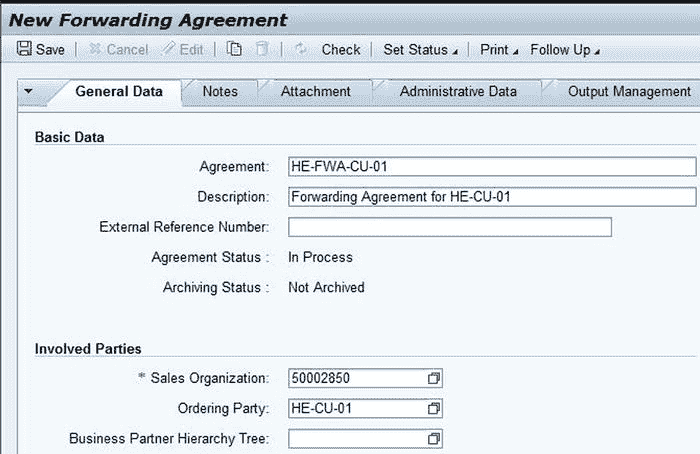 New Forwarding Agreement
Save Cancel Edit Check Set Status Print Follow Up
General Data Notes Attachment Administrative Data Output Management
Basic Data
Agreement: HE-FWA-CU-01
Description: Forwarding Agreement for HE-CU-01
External Reference Number:
Agreement Status : In Process
Archiving Status : Not Archived
Involved Parties
* Sales Organization: 50002850
Ordering Party: HE-CU-01
Business Partner Hierarchy Tree: